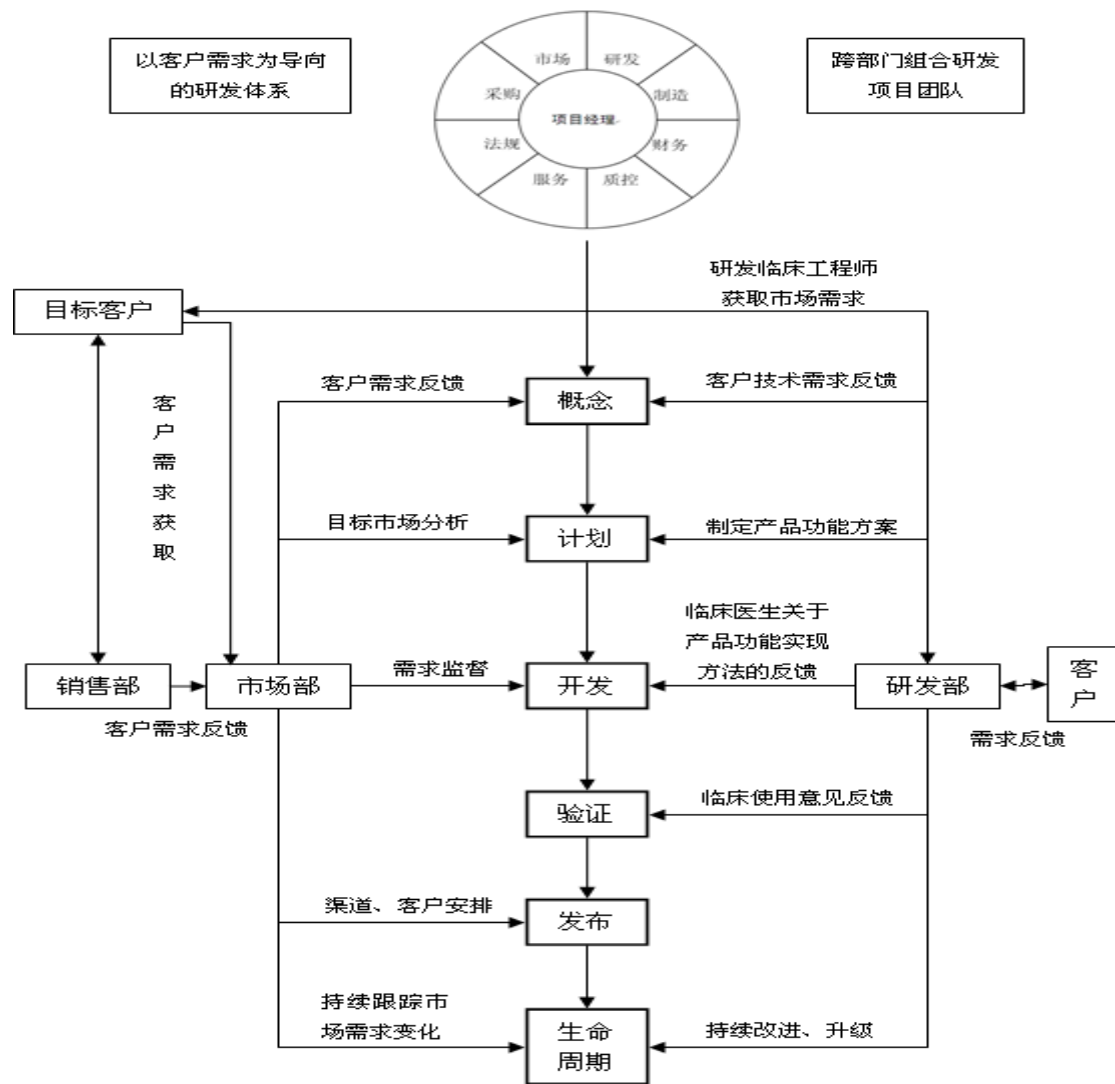 以客户需求为导向
的研发体系
市场
研发
采购
制造
项目经理
法规
财务
服务
质控
跨部门组合研发
项目团队
研发临床工程师
获取市场需求
目标客户
客户需求反馈
概念
客户技术需求反馈
客
户
需
求
获
取
目标市场分析
计划
制定产品功能方案
临床医生关于
产品功能实现
方法的反馈
销售部
市场部
需求监督
开发
研发部
客
户
客户需求反馈
需求反馈
验证
临床使用意见反馈
渠道、客户安排
发布
持续跟踪市
场需求变化
生命
周期
持续改进、升级